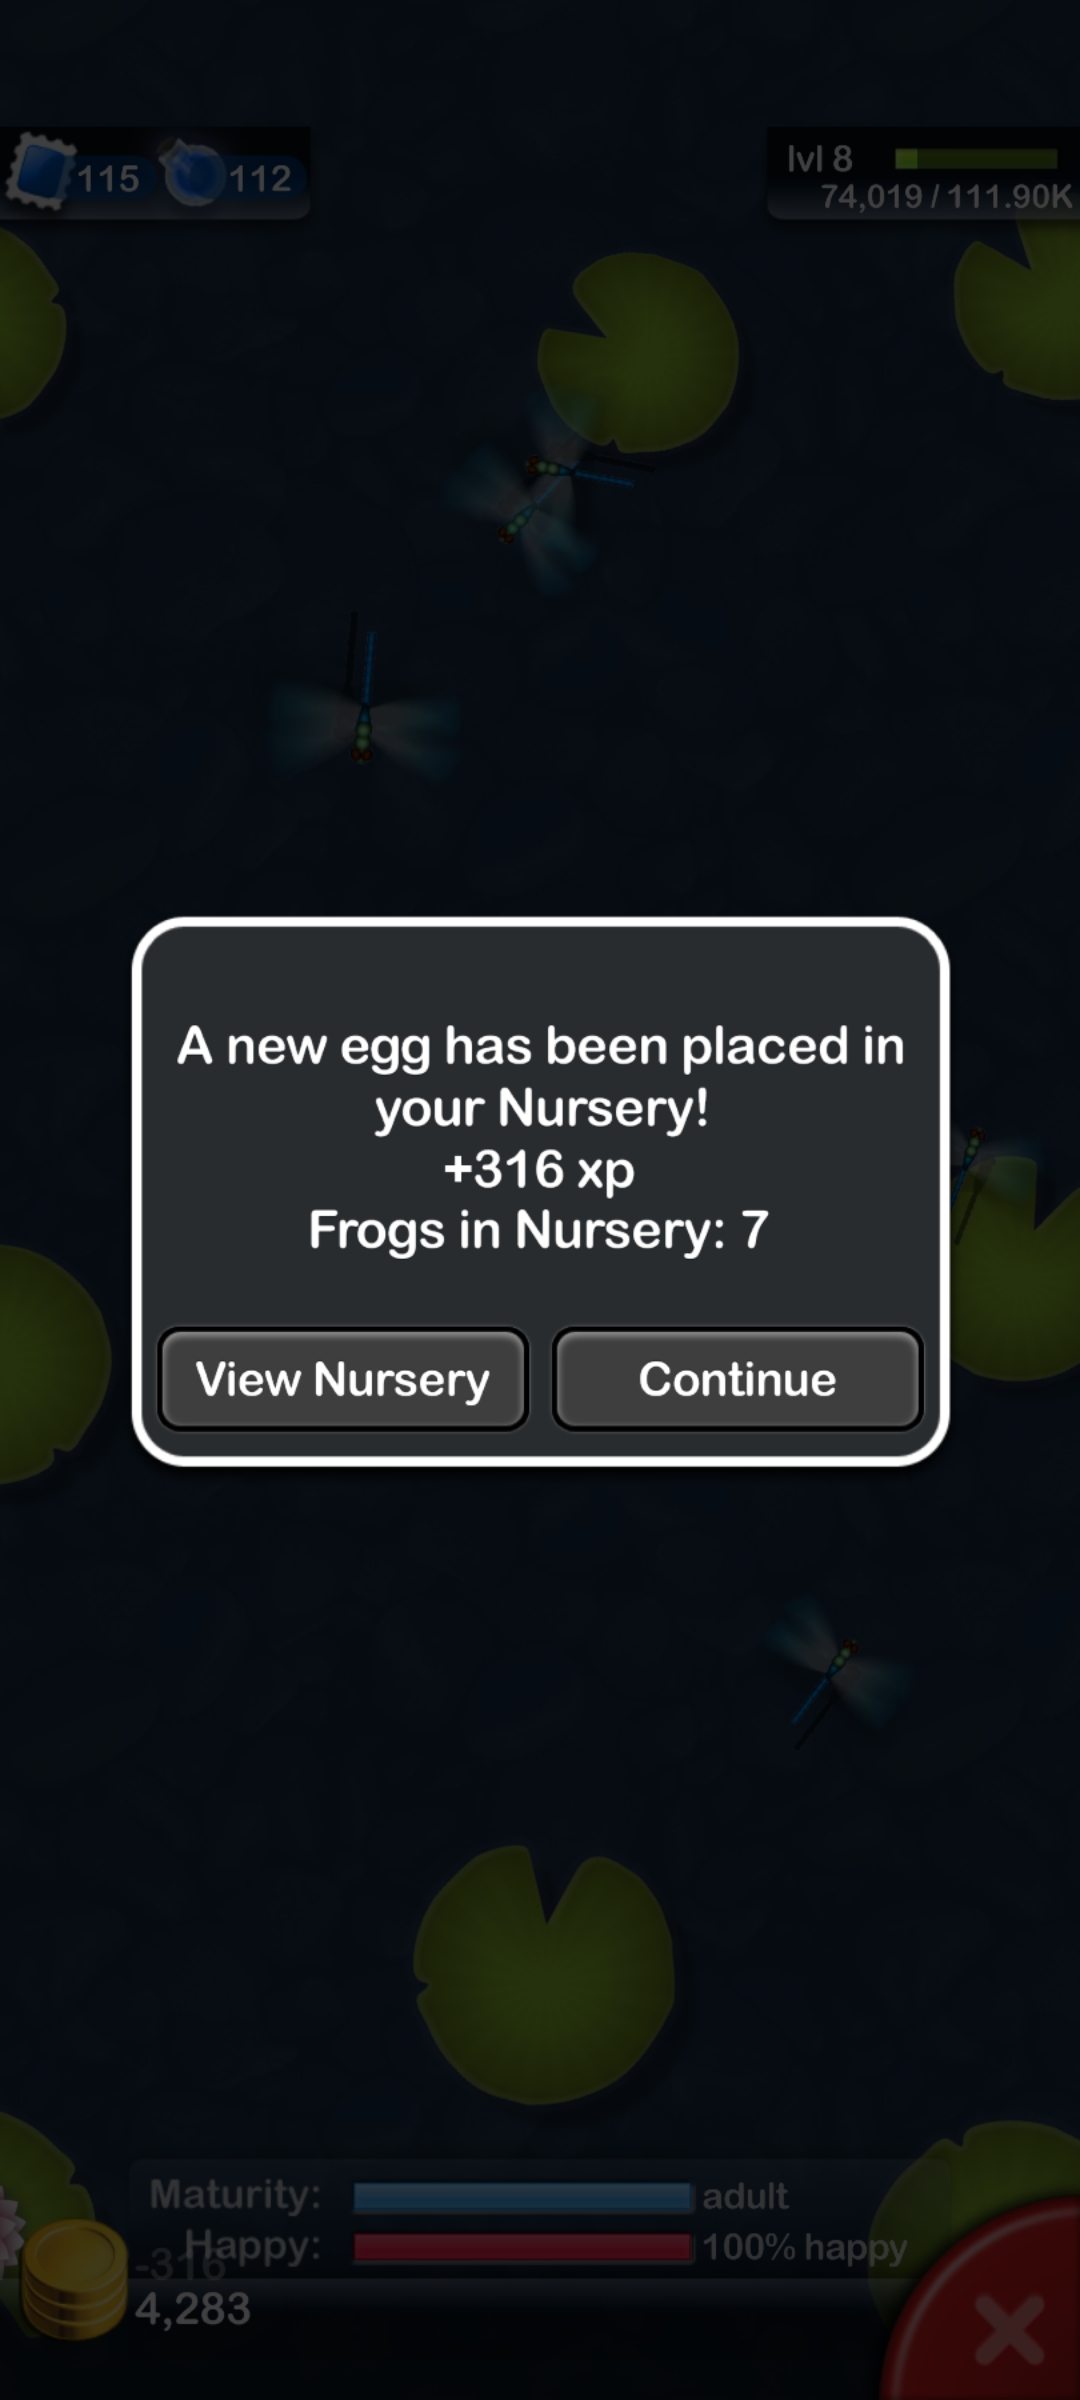 115 112
lvl 8
74,019 / 111.90K
A new egg has been placed in
your Nursery!
+316 xp
Frogs in Nursery: 7
View Nursery Continue
Maturity: adult
Happy: 100% happy
-316
4,283